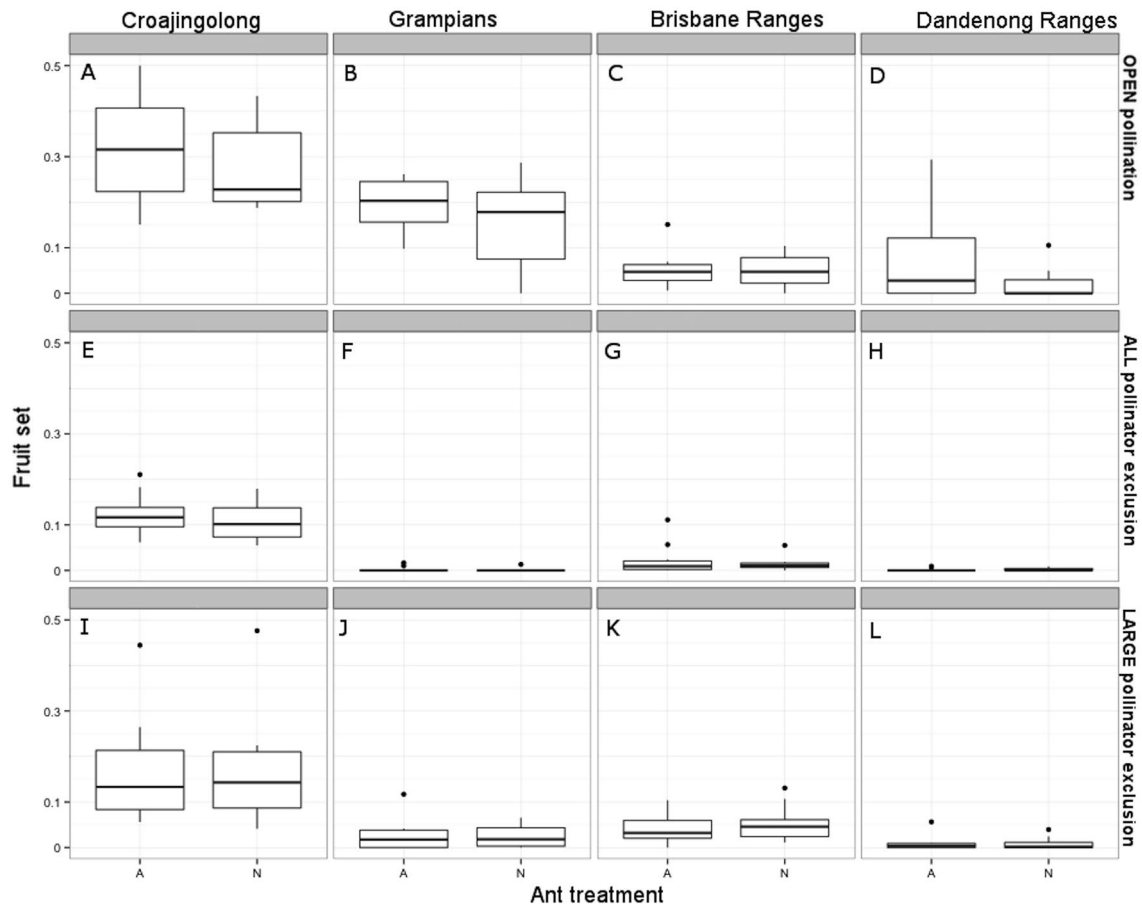 Croajingolong Grampians Brisbane Ranges Dandenong Ranges
A B C D
0.5
0.3
0.1
0
OPEN pollination
E F G H
0.5
0.3
0.1
0
ALL pollinator exclusion
Fruit set
I J K L
0.5
0.3
0.1
0
LARGE pollinator exclusion
A N A N A N A N
Ant treatment